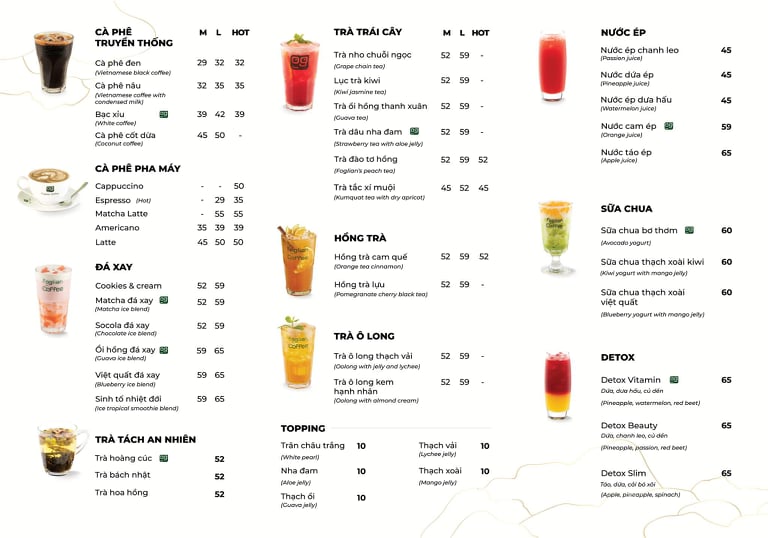 CÀ PHÊ
TRUYỀN THỐNG M L HOT
Cà phê đen 29 32 32
(Vietnamese black coffee)
Cà phê nâu 32 35 35
(Vietnamese coffee with
condensed milk)
Bạc xỉu 39 42 39
(White coffee)
Cà phê cốt dừa 45 50 -
(Coconut coffee)
CÀ PHÊ PHA MÁY
Cappuccino - - 50
Espresso (Hot) - 29 35
Matcha Latte - 55 55
Americano 35 39 39
Latte 45 50 50
ĐÁ XAY
Cookies & cream 52 59
Matcha đá xay 52 59
(Matcha ice blend)
Socola đá xay 52 59
(Chocolate ice blend)
Ổi hồng đá xay 59 65
(Guava ice blend)
Việt quất đá xay 59 65
(Blueberry ice blend)
Sinh tố nhiệt đới 59 65
(Ice tropical smoothie blend)
TRÀ TÁCH AN NHIÊN
Trà hoàng cúc 52
Trà bách nhật 52
Trà hoa hồng 52
TRÀ TRÁI CÂY M L HOT
Trà nho chuỗi ngọc 52 59 -
(Grape chain tea)
Lục trà kiwi 52 59 -
(Kiwi jasmine tea)
Trà ổi hồng thanh xuân 52 59 -
(Guava tea)
Trà dâu nha đam 52 59 -
(Strawberry tea with aloe jelly)
Trà đào tơ hồng 52 59 52
(Foglian's peach tea)
Trà tắc xí muội 45 52 45
(Kumquat tea with dry apricot)
HỒNG TRÀ
Hồng trà cam quế 52 59 52
(Orange tea cinnamon)
Hồng trà lựu 52 59 -
(Pomegranate cherry black tea)
TRÀ Ô LONG
Trà ô long thạch vải 52 59 -
(Oolong with jelly and lychee)
Trà ô long kem
hạnh nhân 52 59 -
(Oolong with almond cream)
TOPPING
Trân châu trắng 10
(White pearl)
Nha đam 10
(Aloe jelly)
Thạch ổi 10
(Guava jelly)
Thạch vải 10
(Lychee jelly)
Thạch xoài 10
(Mango jelly)
NƯỚC ÉP
Nước ép chanh leo 45
(Passion juice)
Nước dứa ép 45
(Pineapple juice)
Nước ép dưa hấu 45
(Watermelon juice)
Nước cam ép 59
(Orange juice)
Nước táo ép 65
(Apple juice)
SỮA CHUA
Sữa chua bơ thơm 60
(Avocado yogurt)
Sữa chua thạch xoài kiwi 60
(Kiwi yogurt with mango jelly)
Sữa chua thạch xoài 60
việt quất
(Blueberry yogurt with mango jelly)
DETOX
Detox Vitamin 65
Dứa, dưa hấu, củ dền
(Pineapple, watermelon, red beet)
Detox Beauty 65
Dứa, chanh leo, củ dền
(Pineapple, passion, red beet)
Detox Slim 65
Táo, dứa, cải bó xôi
(Apple, pineapple, spinach)
Foglian
Coffee
Foglian
Coffee
Foglian
Coffee
Foglian
Coffee